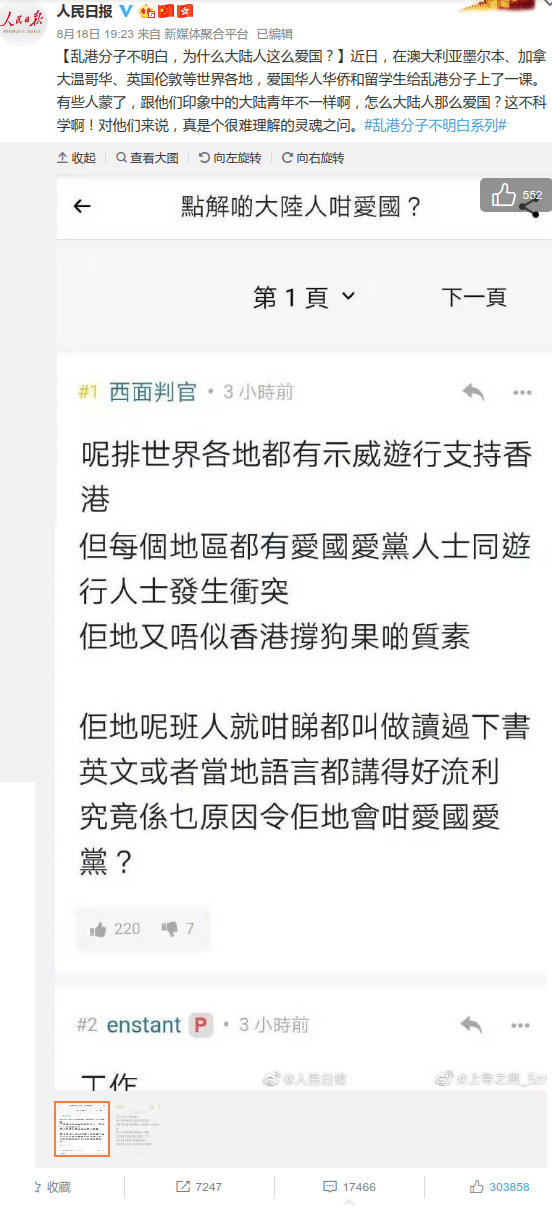 人民日报
PEOPLE'S DAILY
人民日报
8月18日 19:23 来自 新媒体聚合平台 已编辑
【乱港分子不明白，为什么大陆人这么爱国？】近日，在澳大利亚墨尔本、加拿
大温哥华、英国伦敦等世界各地，爱国华人华侨和留学生给乱港分子上了一课。
有些人蒙了，跟他们印象中的大陆青年不一样啊，怎么大陆人那么爱国？这不科
学啊！对他们来说，真是个很难理解的灵魂之问。#乱港分子不明白系列#
收起 查看大图 向左旋转 向右旋转
點解啲大陸人咁愛國？
552
第 1 頁 下一頁
#1 西面判官 • 3 小時前
呢排世界各地都有示威遊行支持香
港
但每個地區都有愛國愛黨人士同遊
行人士發生衝突
佢地又唔似香港撐狗果啲質素
佢地呢班人就咁睇都叫做讀過下書
英文或者當地語言都講得好流利
究竟係乜原因令佢地會咁愛國愛
黨？
220 7
#2 enstant P • 3 小時前
工作
@人民日报
收藏 7247 17466 303858